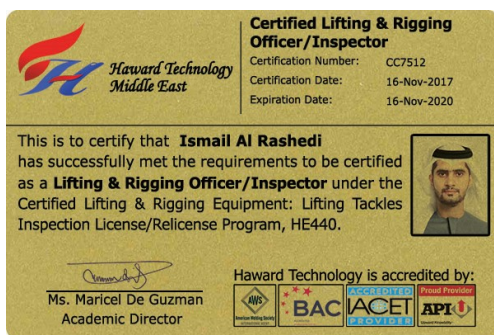 Haward Technology
Middle East
Certified Lifting & Rigging
Officer/Inspector
Certification Number: CC7512
Certification Date: 16-Nov-2017
Expiration Date: 16-Nov-2020
This is to certify that Ismail Al Rashedi
has successfully met the requirements to be certified
as a Lifting & Rigging Officer/Inspector under the
Certified Lifting & Rigging Equipment: Lifting Tackles
Inspection License/Relicense Program, HE440.
Ms. Maricel De Guzman
Academic Director
Haward Technology is accredited by:
AWS
American Welding Society
BAC
ACCREDITED
IACET
PROVIDER
Proud Provider
API U